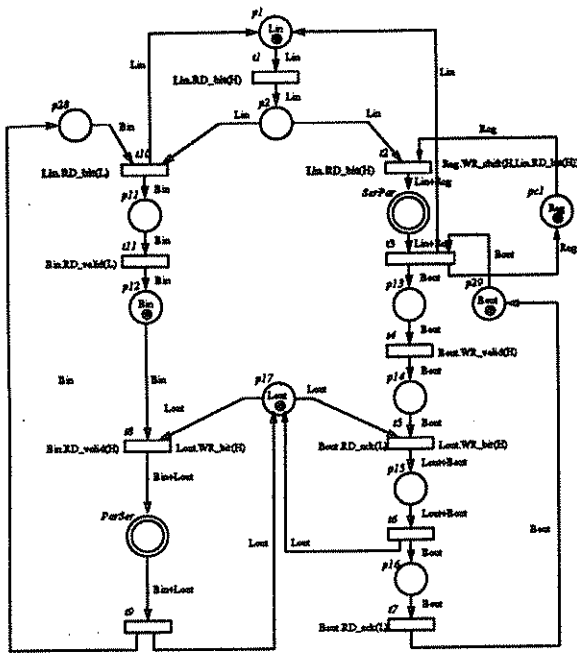 p1
Lin
t1
Lin
Lin.RD_bit(H)
Lin
Lin
p28
Bin
Lin
p2
Lin
Reg
t10
Lin.RD_bit(L)
t2
Lin.RD_bit(H)
Reg.WR_shift(H,Lin.RD_bit(H))
Bin
Lin+Reg
p11
SerPar
pc1
Reg
t11
Bin
Bin.RD_valid(L)
Bin
t3
Lin+Reg
Bout
Reg
p12
Bin
p13
Bout
p29
Bout
Bout
t4
Bout.WR_valid(H)
Bout
Bin
Bin
p17
Lout
Lout
Lout
p14
Bout
t8
Bin.RD_valid(H)
Lout.WR_bit(H)
t5
Bout.RD_ack(L)
Lout.WR_bit(H)
Bin+Lout
Lout+Bout
p15
ParSer
Lout+Bout
t6
Lout
Lout
Bout
Bout
p16
Bin+Lout
Bout
t9
t7
Bout.RD_ack(L)